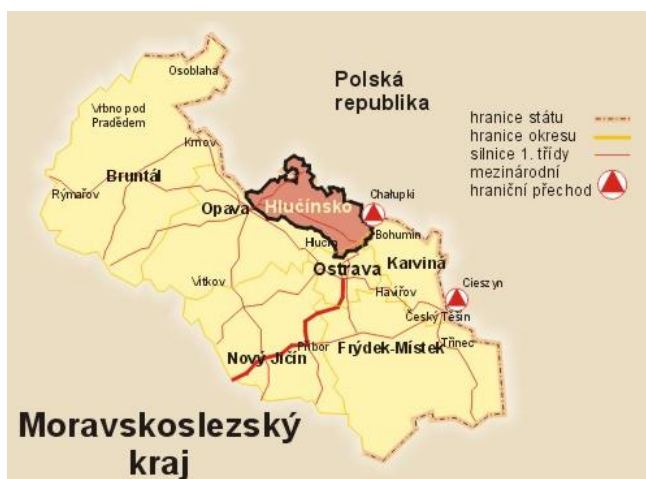 Osoblaha
Polská
republika
Vrbno pod
Pradědem
hranice státu
hranice okresu
silnice 1. třídy
mezinárodní
hraniční přechod
Krnov
Bruntál
Rýmařov
Chałupki
Opava
Hlučínsko
Bohumín
Hlučín
Ostrava
Karviná
Cieszyn
Vítkov
Havířov
Český Těšín
Příbor
Nový Jičín
Frýdek-Místek
Třinec
Moravskoslezský
kraj